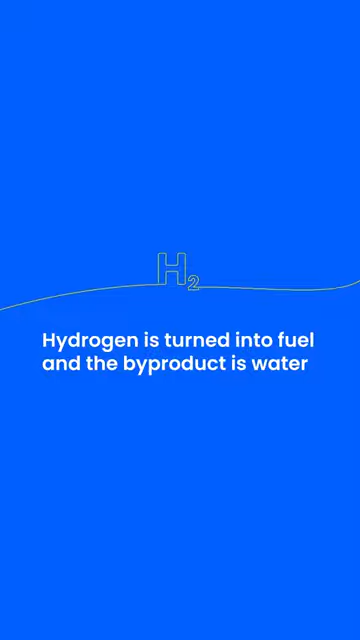 H₂
Hydrogen is turned into fuel
and the byproduct is water